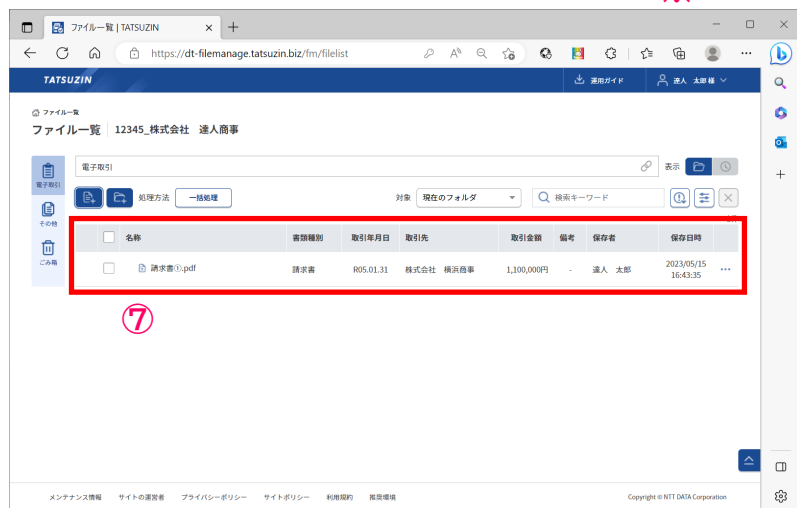 ファイル一覧 | TATSUZIN
https://dt-filemanage.tatsuzin.biz/fm/filelist
TATSUZIN
運用ガイド
達人 太郎 様
ファイル一覧
ファイル一覧 12345_株式会社 達人商事
電子取引
表示
電子取引
処理方法 一括処理
対象 現在のフォルダ
検索キーワード
その他
ごみ箱
名称 書類種別 取引年月日 取引先 取引金額 備考 保存者 保存日時
請求書①.pdf 請求書 R05.01.31 株式会社 横浜商事 1,100,000円 - 達人 太郎 2023/05/15
16:43:35
⑦
メンテナンス情報 サイトの運営者 プライバシーポリシー サイトポリシー 利用規約 推奨環境
Copyright © NTT DATA Corporation